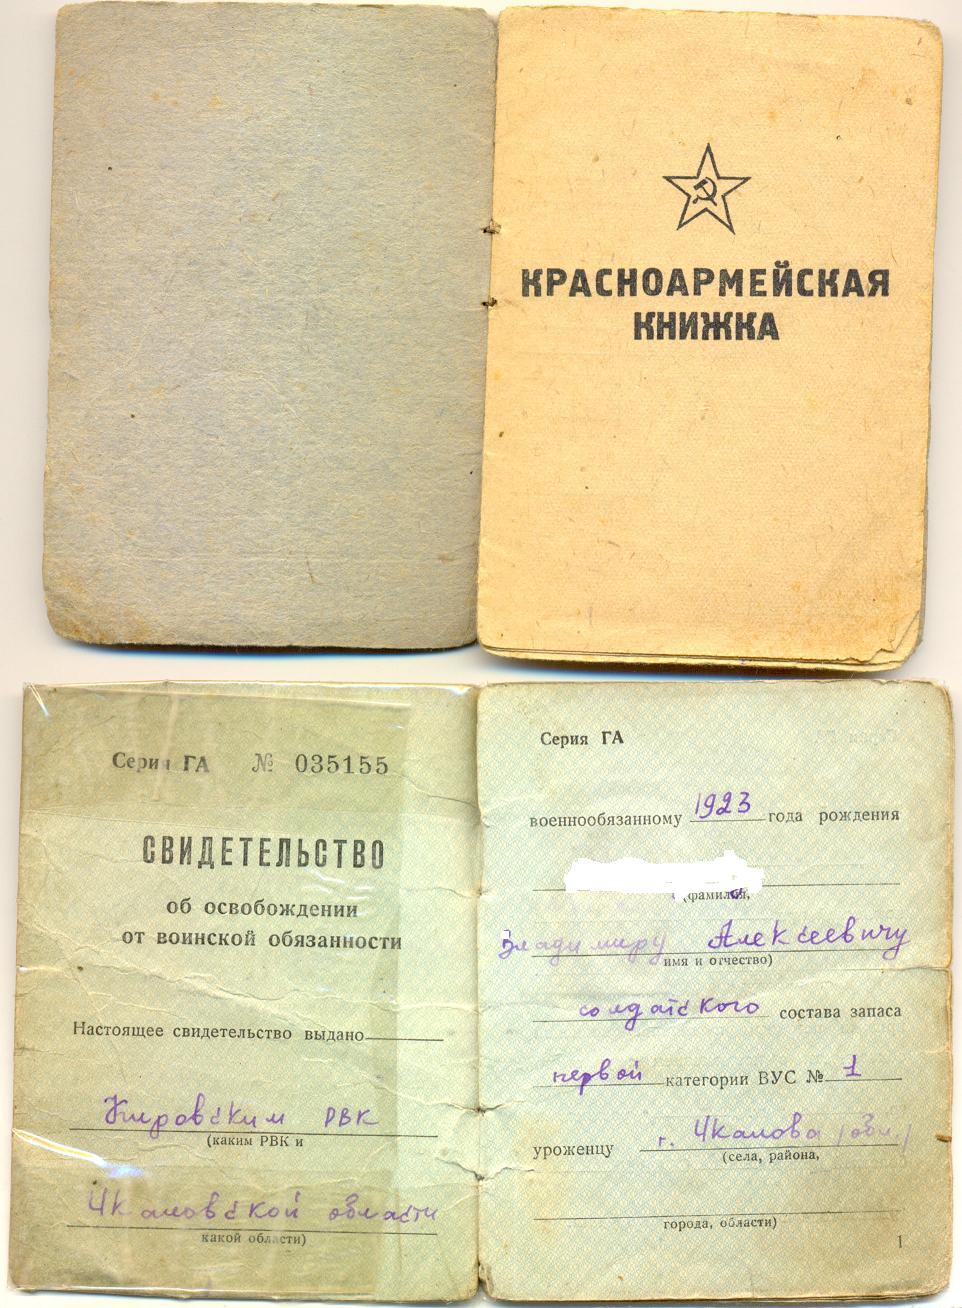 КРАСНОАРМЕЙСКАЯ
КНИЖКА
Серия ГА № 035155
СВИДЕТЕЛЬСТВО
об освобождении
от воинской обязанности
Настоящее свидетельство выдано
Кировским РВК
(каким РВК и
Чкаловской области
какой области)
Серия ГА
военнообязанному 1923 года рождения
(фамилия,
Владимиру Алексеевичу
имя и отчество)
солдатского состава запаса
первой категории ВУС № 1
уроженцу г. Чкалова (обл.)
(села, района,
города, области)
1